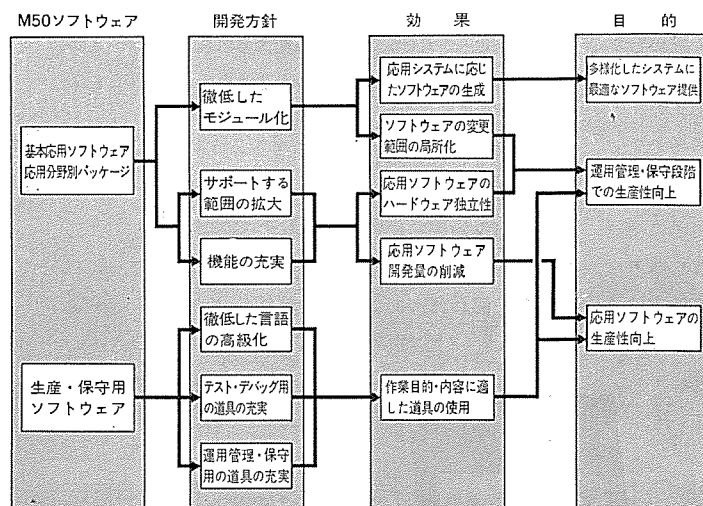 M50ソフトウェア
開発方針
効果
目的
基本応用ソフトウェア
応用分野別パッケージ
生産・保守用
ソフトウェア
徹底した
モジュール化
サポートする
範囲の拡大
機能の充実
徹底した言語
の高級化
テスト・デバッグ用
の道具の充実
運用管理・保守
用の道具の充実
応用システムに応じ
たソフトウェアの生成
ソフトウェアの変更
範囲の局所化
応用ソフトウェアの
ハードウェア独立性
応用ソフトウェア
開発量の削減
作業目的・内容に適
した道具の使用
多様化したシステムに
最適なソフトウェア提供
運用管理・保守段階
での生産性向上
応用ソフトウェアの
生産性向上